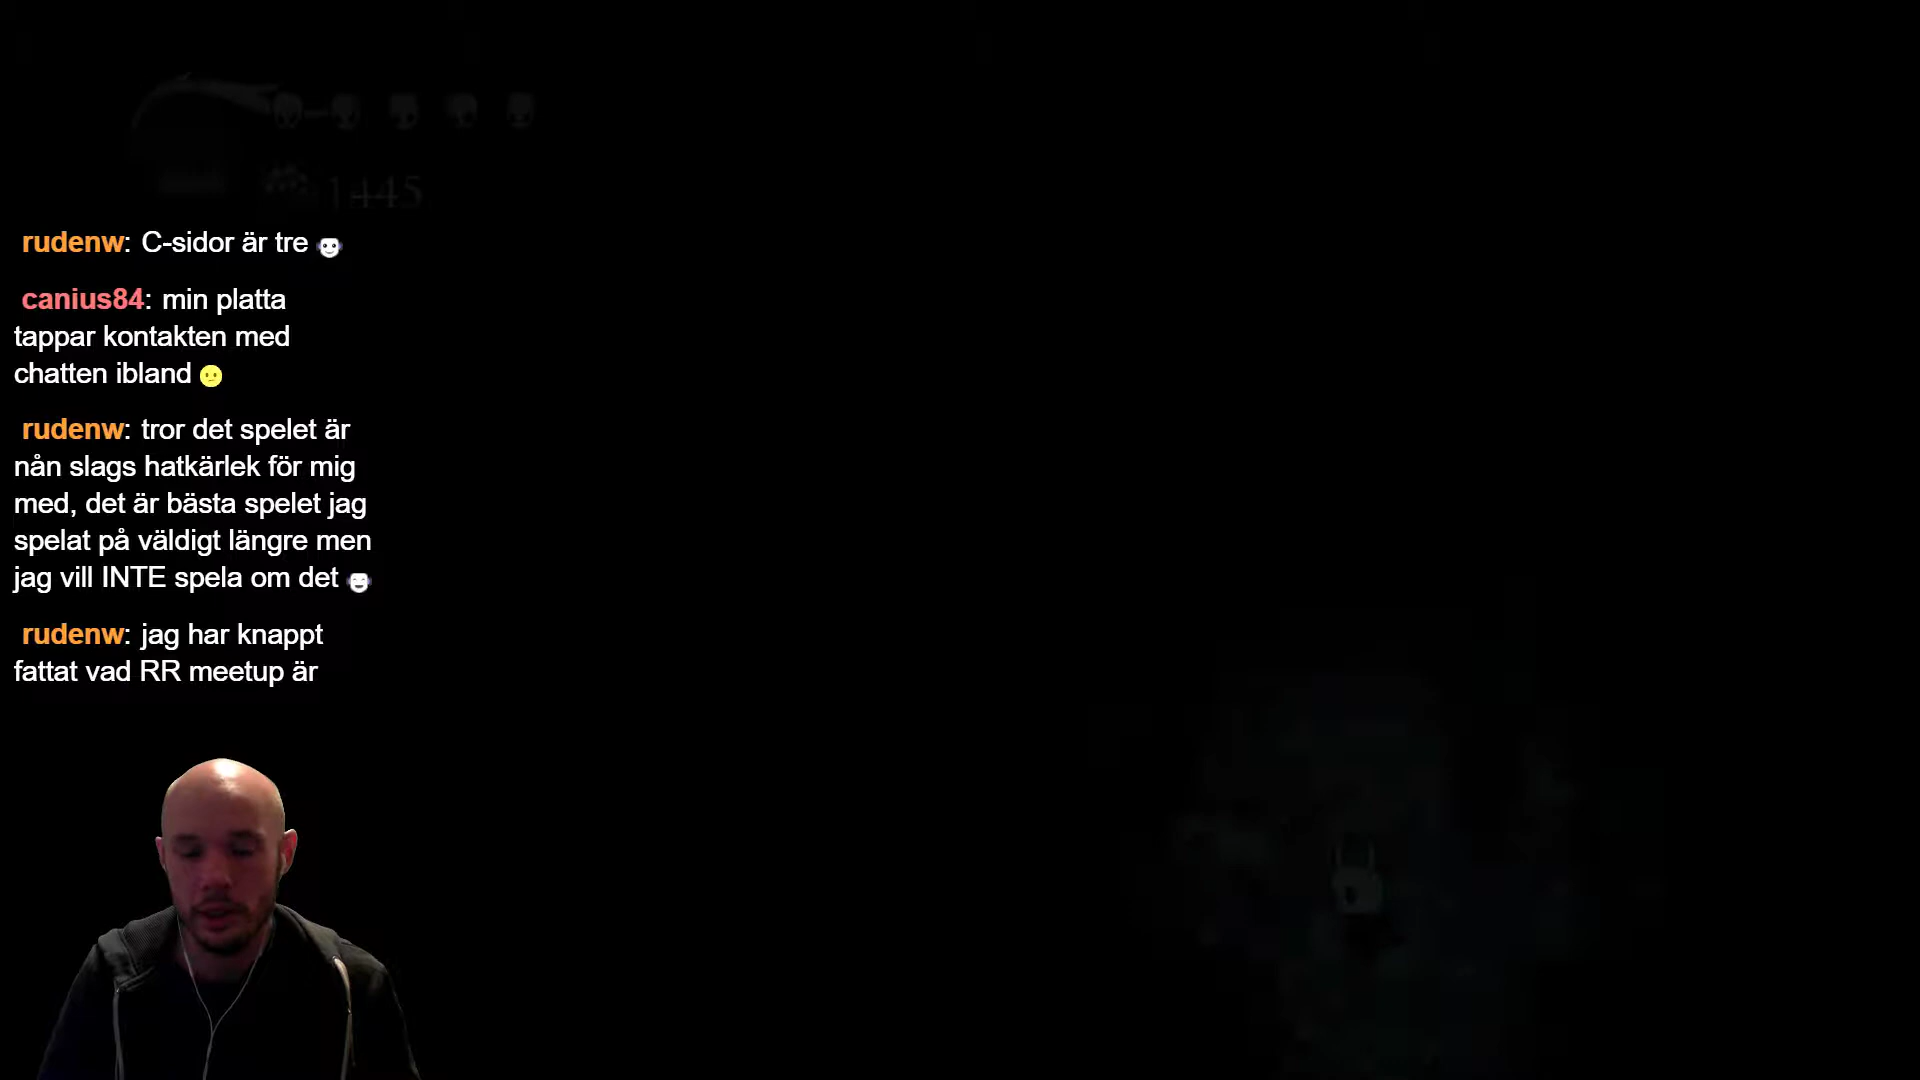 1445
rudenw: C-sidor är tre
canius84: min platta
tappar kontakten med
chatten ibland
rudenw: tror det spelet är
nån slags hatkärlek för mig
med, det är bästa spelet jag
spelat på väldigt längre men
jag vill INTE spela om det
rudenw: jag har knappt
fattat vad RR meetup är